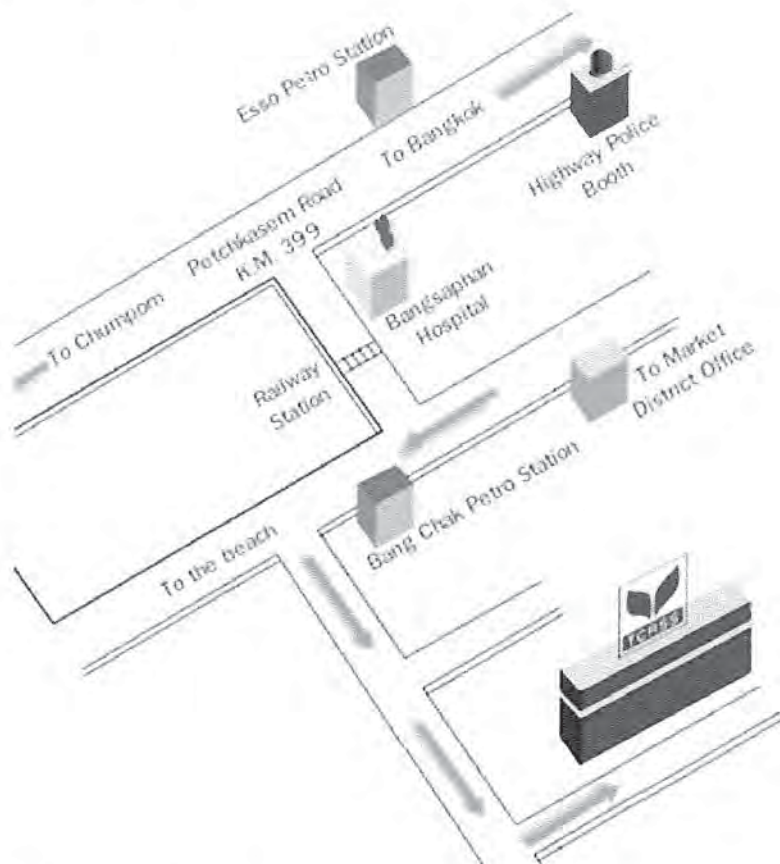 Esso Petro Station
To Bangkok
Highway Police
Booth
Petchkasem Road
K.M. 399
To Chumporn
Bangsaphan
Hospital
Railway
Station
To Market
District Office
Bang Chak Petro Station
To the beach
TCRSS